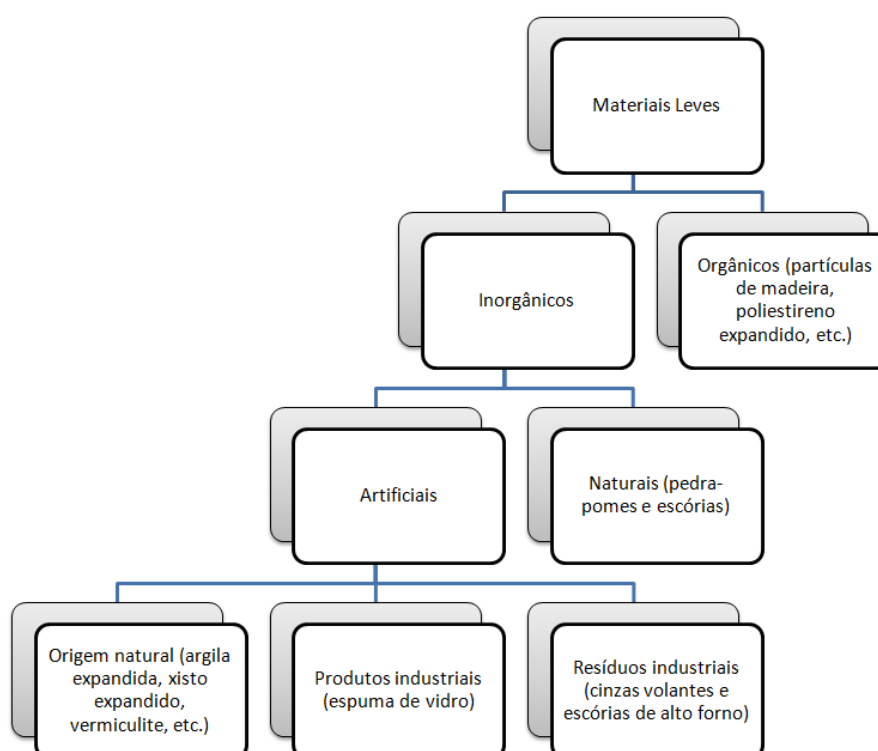 Materiais Leves
Inorgânicos
Orgânicos (partículas
de madeira,
poliestireno
expandido, etc.)
Artificiais
Naturais (pedra-
pomes e escórias)
Origem natural (argila
expandida, xisto
expandido,
vermiculite, etc.)
Produtos industriais
(espuma de vidro)
Resíduos industriais
(cinzas volantes e
escórias de alto forno)